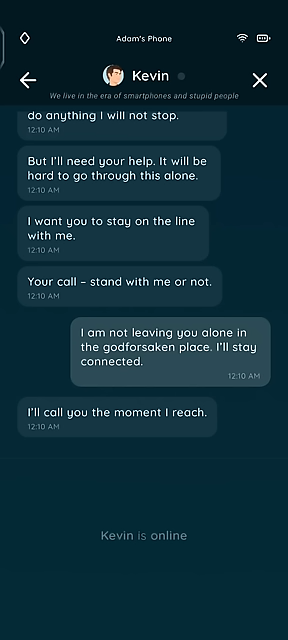 Adam's Phone
Kevin
We live in the era of smartphones and stupid people
do anything I will not stop.
12:10 AM
But I'll need your help. It will be
hard to go through this alone.
12:10 AM
I want you to stay on the line
with me.
12:10 AM
Your call – stand with me or not.
12:10 AM
I am not leaving you alone in
the godforsaken place. I'll stay
connected.
12:10 AM
I'll call you the moment I reach.
12:10 AM
Kevin is online